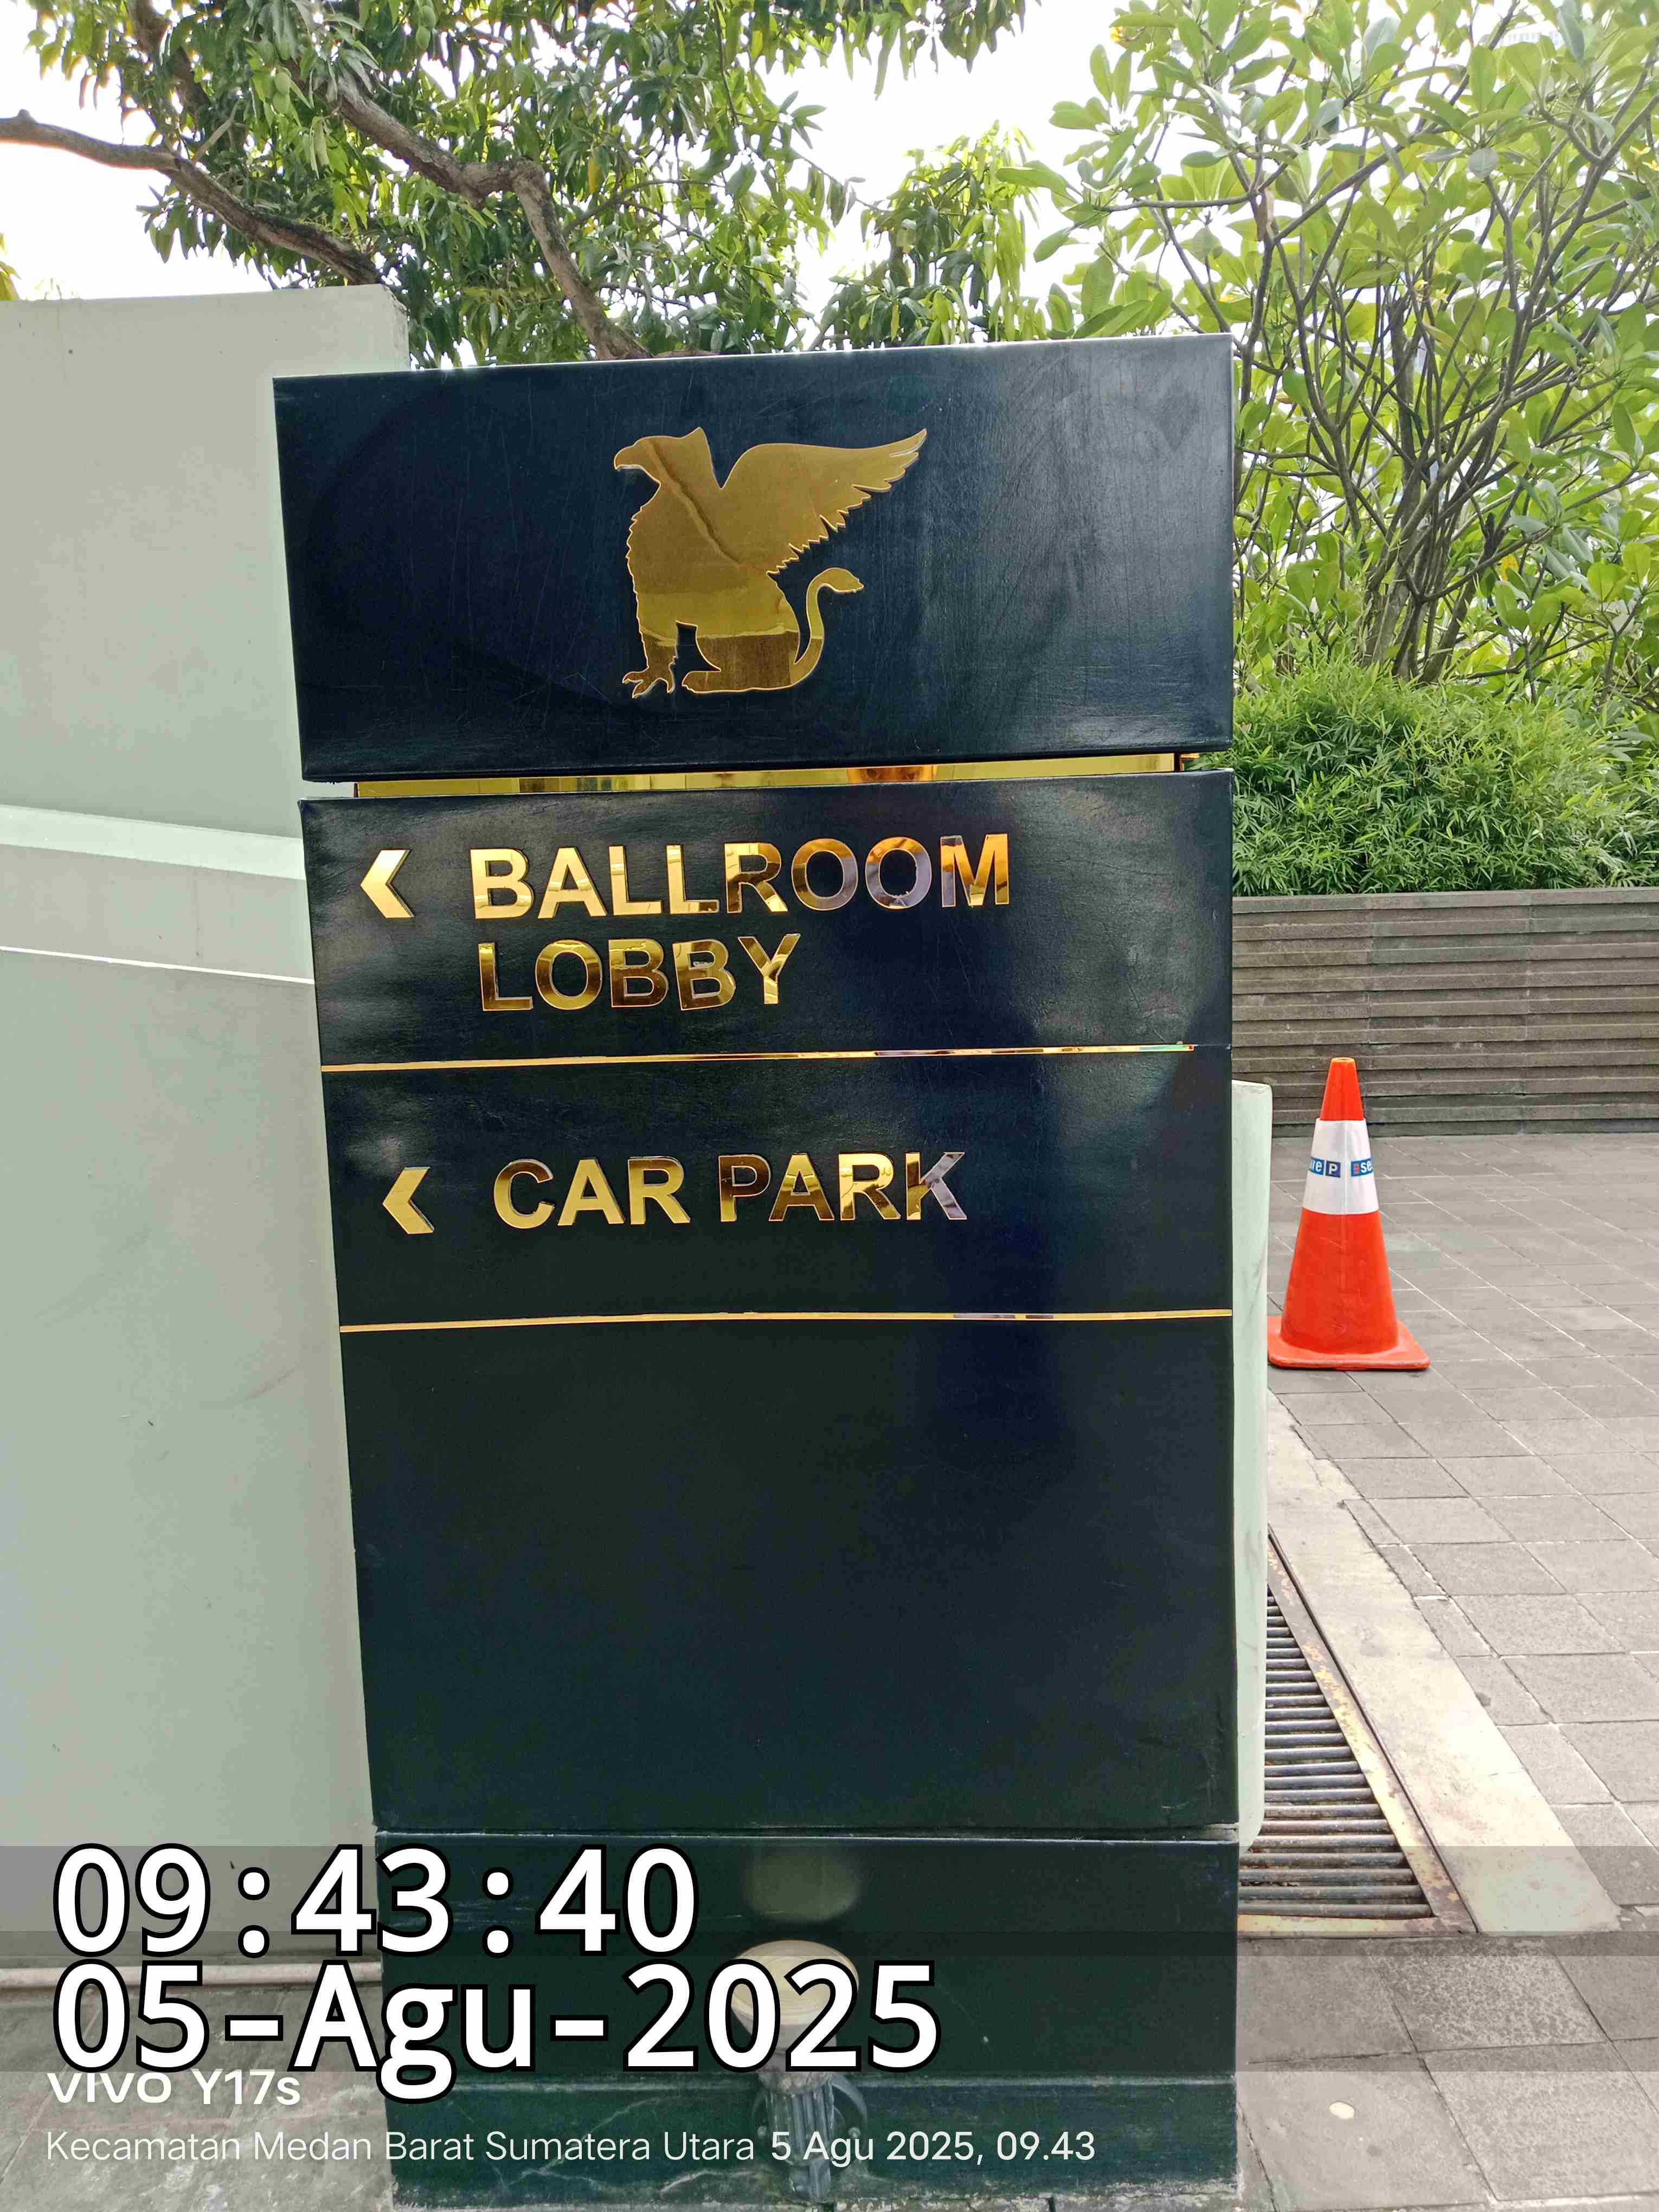 BALLROOM
LOBBY
CAR PARK
09:43:40
05-Agu-2025
vivo Y17s
Kecamatan Medan Barat Sumatera Utara 5 Agu 2025, 09.43